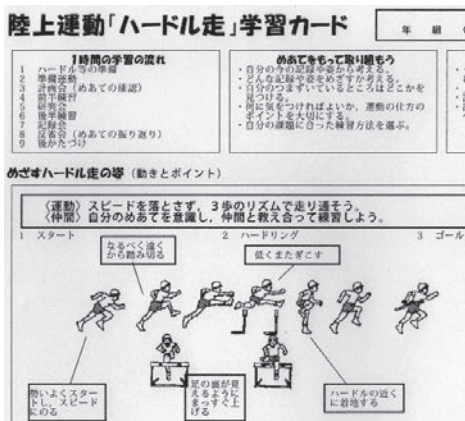 陸上運動「ハードル走」学習カード
年 組
1時間の学習の流れ
1 ハードル等の準備
2 準備運動
3 計画会(めあての確認)
4 前半練習
5 研究会
6 後半練習
7 記録会
8 反省会(めあての振り返り)
9 後かたづけ
めあてをもって取り組もう
・自分の今の記録や姿から考える。
・どんな記録や姿をめざすか考える。
・自分のつまずいているところはどこかを
見つける。
・何に気をつければよいか、運動の仕方の
ポイントを大切にする。
・自分の課題に合った練習方法を選ぶ。
めざすハードル走の姿(動きとポイント)
〈運動〉スピードを落とさず,3歩のリズムで走り通そう。
〈仲間〉自分のめあてを意識し,仲間と教え合って練習しよう。
1 スタート
2 ハードリング
3 ゴール
なるべく遠く
から踏み切る
低くまたぎこす
勢いよくスター
トし,スピード
にのる
足の裏が見
えるように
まっすぐ上
げる
ハードルの近く
に着地する